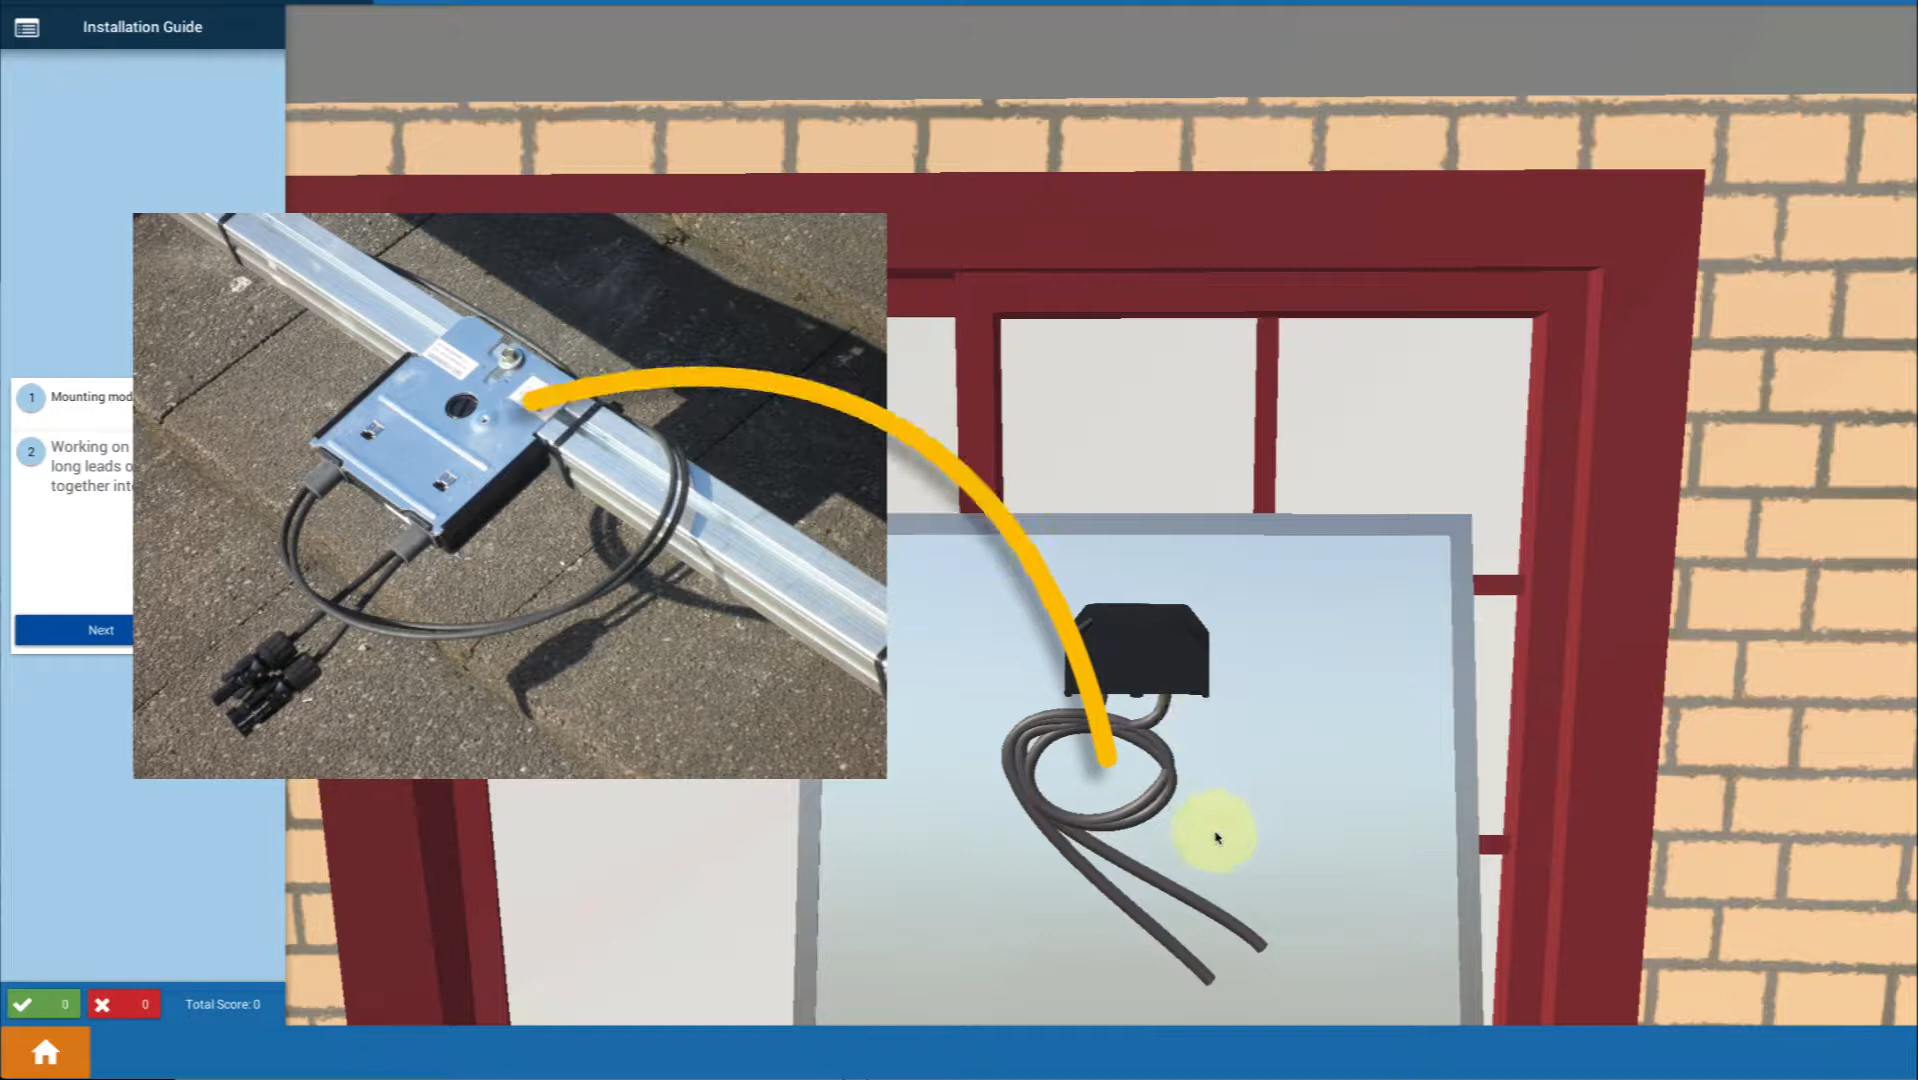 Installation Guide
1 Mounting mod
2 Working on
long leads o
together int
Next
0 0 Total Score: 0